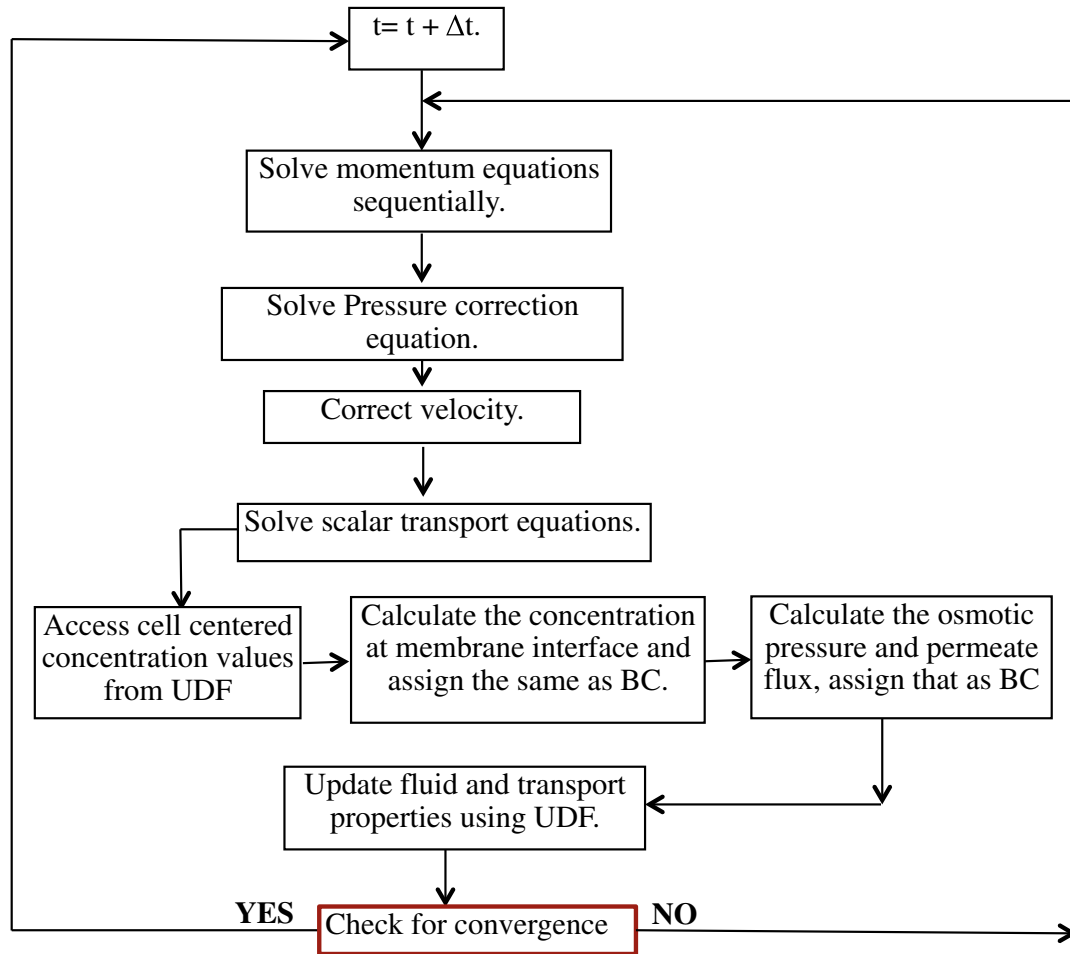 t= t + Δt.
Solve momentum equations
sequentially.
Solve Pressure correction
equation.
Correct velocity.
Solve scalar transport equations.
Access cell centered
concentration values
from UDF
Calculate the concentration
at membrane interface and
assign the same as BC.
Calculate the osmotic
pressure and permeate
flux, assign that as BC
Update fluid and transport
properties using UDF.
YES
Check for convergence
NO